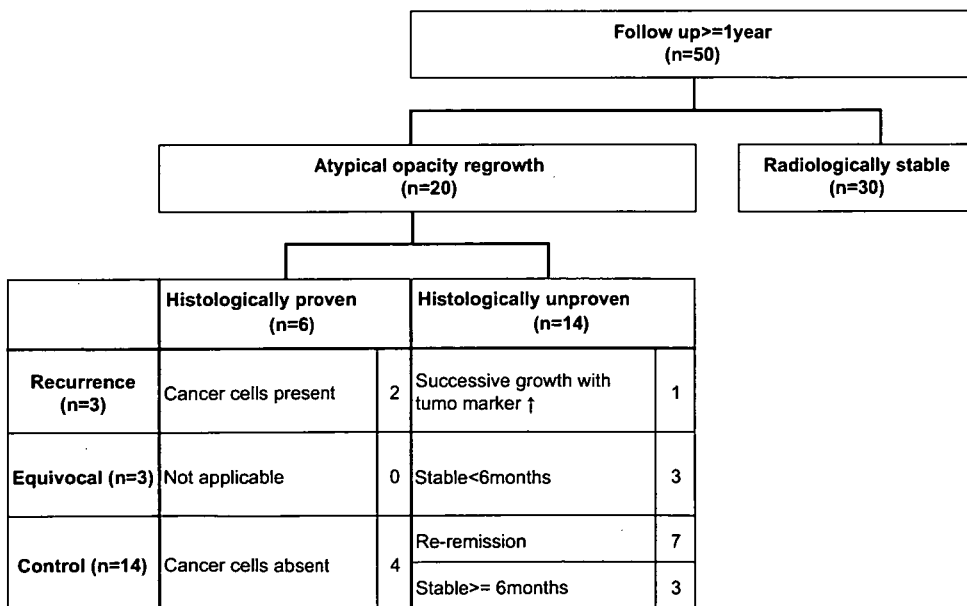 Follow up>=1year
(n=50)
Atypical opacity regrowth
(n=20)
Radiologically stable
(n=30)
Histologically proven
(n=6)
Histologically unproven
(n=14)
Recurrence
(n=3)
Cancer cells present
2
Successive growth with
tumo marker ↑
1
Equivocal (n=3)
Not applicable
0
Stable<6months
3
Control (n=14)
Cancer cells absent
4
Re-remission
7
Stable>= 6months
3